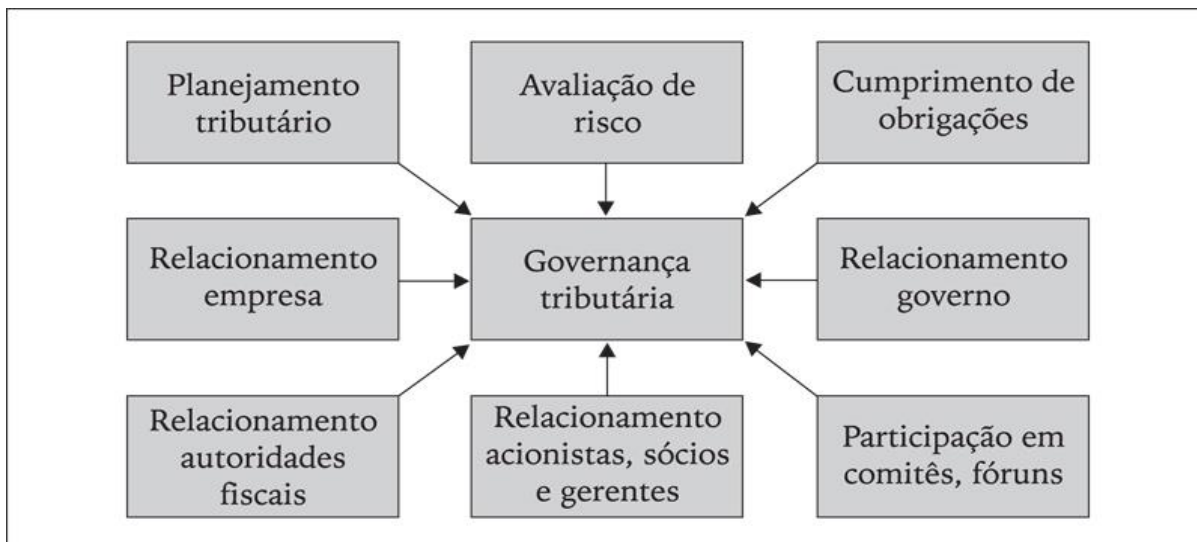 Planejamento
tributário
Avaliação de
risco
Cumprimento de
obrigações
Relacionamento
empresa
Governança
tributária
Relacionamento
governo
Relacionamento
autoridades
fiscais
Relacionamento
acionistas, sócios
e gerentes
Participação em
comitês, fóruns